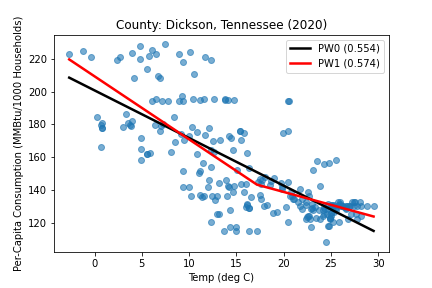 County: Dickson, Tennessee (2020)
Per-Capita Consumption (MMBtu/1000 Households)
220
200
180
160
140
120
PW0 (0.554)
PW1 (0.574)
0 5 10 15 20 25 30
Temp (deg C)